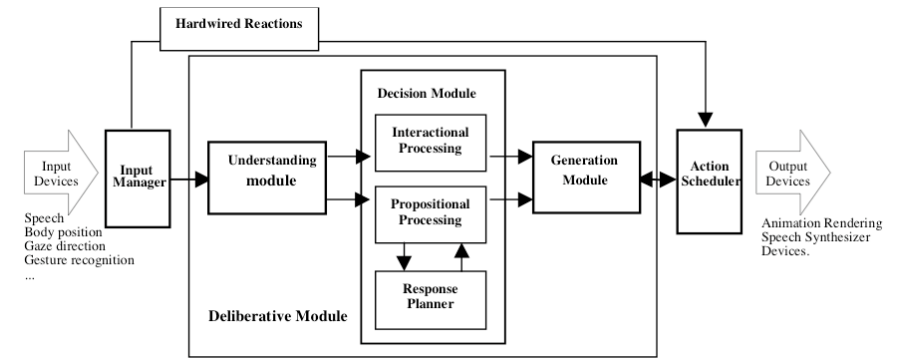 Hardwired Reactions
Decision Module
Interactional
Processing
Understanding
module
Generation
Module
Input
Manager
Action
Scheduler
Input
Devices
Output
Devices
Propositional
Processing
Speech
Body position
Gaze direction
Gesture recognition
...
Animation Rendering
Speech Synthesizer
Devices.
Response
Planner
Deliberative Module